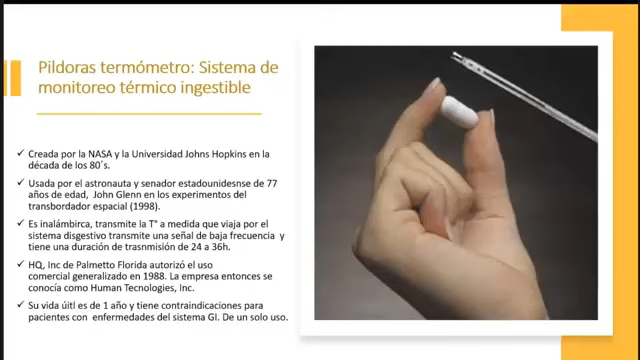 Pildoras termómetro: Sistema de
monitoreo térmico ingestible
✓ Creada por la NASA y la Universidad Johns Hopkins en la
década de los 80´s.
✓ Usada por el astronauta y senador estadounidesnse de 77
años de edad, John Glenn en los experimentos del
transbordador espacial (1998).
✓ Es inalámbirca, transmite la T° a medida que viaja por el
sistema disgestivo transmite una señal de baja frecuencia y
tiene una duración de trasnmisión de 24 a 36h.
✓ HQ, Inc de Palmetto Florida autorizó el uso
comercial generalizado en 1988. La empresa entonces se
conocía como Human Tecnologies, Inc.
✓ Su vida úitl es de 1 año y tiene contraindicaciones para
pacientes con enfermedades del sistema GI. De un solo uso.